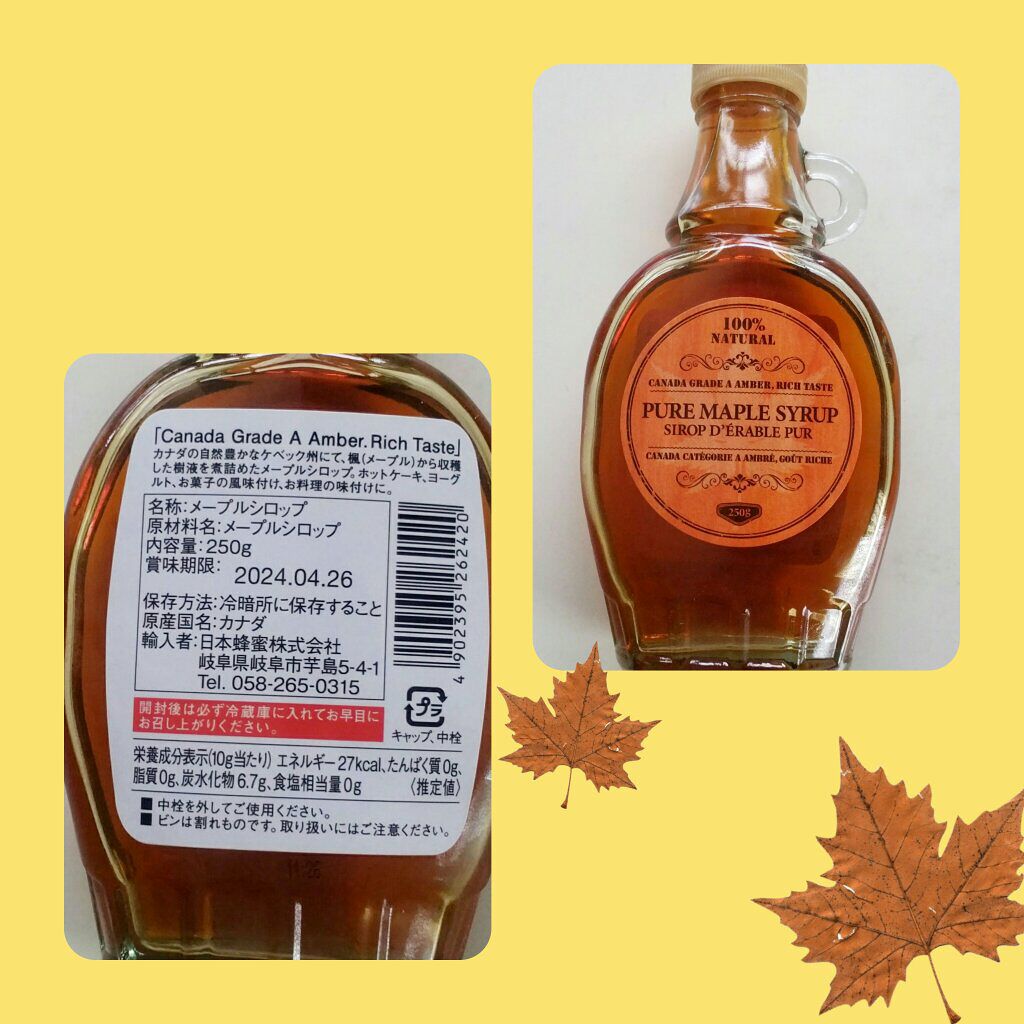 「Canada Grade A Amber. Rich Taste」
カナダの自然豊かなケベック州にて、楓(メープル)から収穫
した樹液を煮詰めたメープルシロップ。ホットケーキ、ヨーグ
ルト、お菓子の風味付け、お料理の味付けに。
名称:メープルシロップ
原材料名:メープルシロップ
内容量:250g
賞味期限: 2024.04.26
保存方法:冷暗所に保存すること
原産国名:カナダ
輸入者:日本蜂蜜株式会社
岐阜県岐阜市芋島5-4-1
Tel. 058-265-0315
4 902395 262420
開封後は必ず冷蔵庫に入れてお早目に
お召し上がりください。
プラ
キャップ、中栓
栄養成分表示(10g当たり) エネルギー27kcal、たんぱく質0g、
脂質0g、炭水化物 6.7g、食塩相当量0g 〈推定値〉
■ 中栓を外してご使用ください。
■ ビンは割れものです。取り扱いにはご注意ください。
11:26
100%
NATURAL
CANADA GRADE A AMBER, RICH TASTE
PURE MAPLE SYRUP
SIROP D'ÉRABLE PUR
CANADA CATÉGORIE A AMBRÉ, GOÛT RICHE
250g